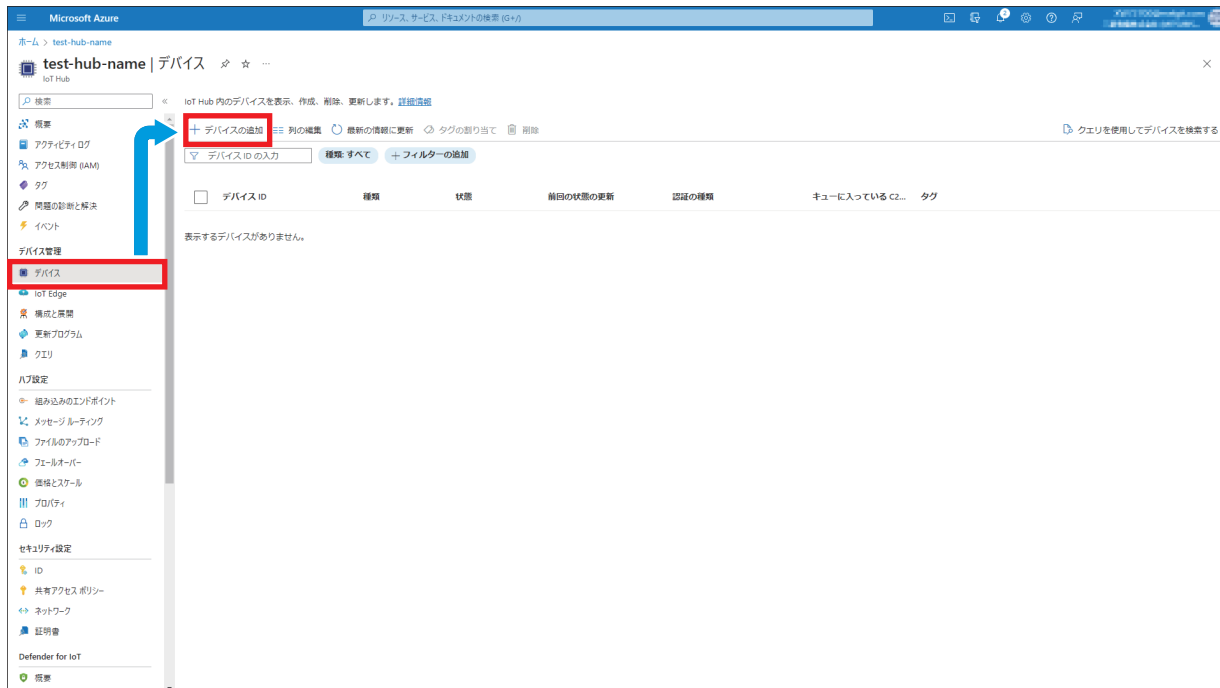 Microsoft Azure
リソース、サービス、ドキュメントの検索 (G+/)
ホーム > test-hub-name
test-hub-name | デバイス
IoT Hub
検索
IoT Hub 内のデバイスを表示、作成、削除、更新します。詳細情報
デバイスの追加 列の編集 最新の情報に更新 タグの割り当て 削除
クエリを使用してデバイスを検索する
デバイス ID の入力 種類: すべて フィルターの追加
デバイス ID 種類 状態 前回の状態の更新 認証の種類 キューに入っている C2... タグ
表示するデバイスがありません。
概要
アクティビティ ログ
アクセス制御 (IAM)
タグ
問題の診断と解決
イベント
デバイス管理
デバイス
IoT Edge
構成と展開
更新プログラム
クエリ
ハブ設定
組み込みのエンドポイント
メッセージ ルーティング
ファイルのアップロード
フェールオーバー
価格とスケール
プロパティ
ロック
セキュリティ設定
ID
共有アクセス ポリシー
ネットワーク
証明書
Defender for IoT
概要